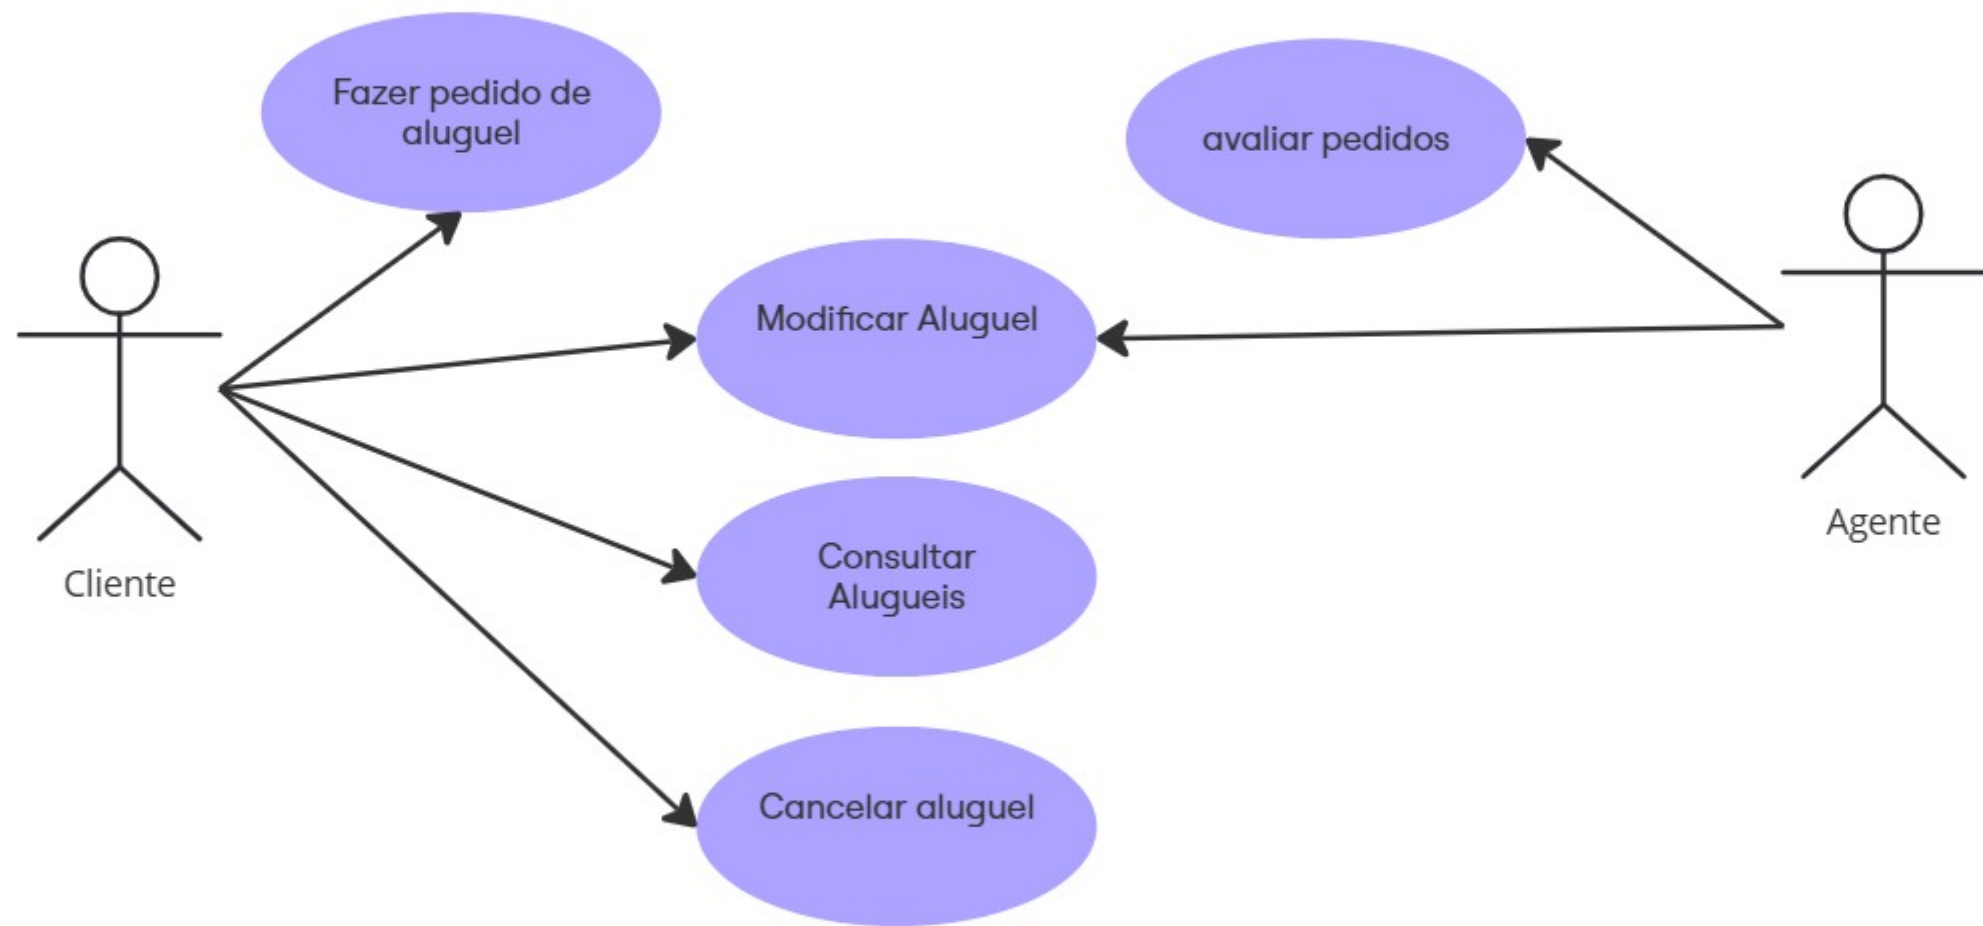 Fazer pedido de
aluguel
avaliar pedidos
Modificar Aluguel
Agente
Consultar
Alugueis
Cliente
Cancelar aluguel